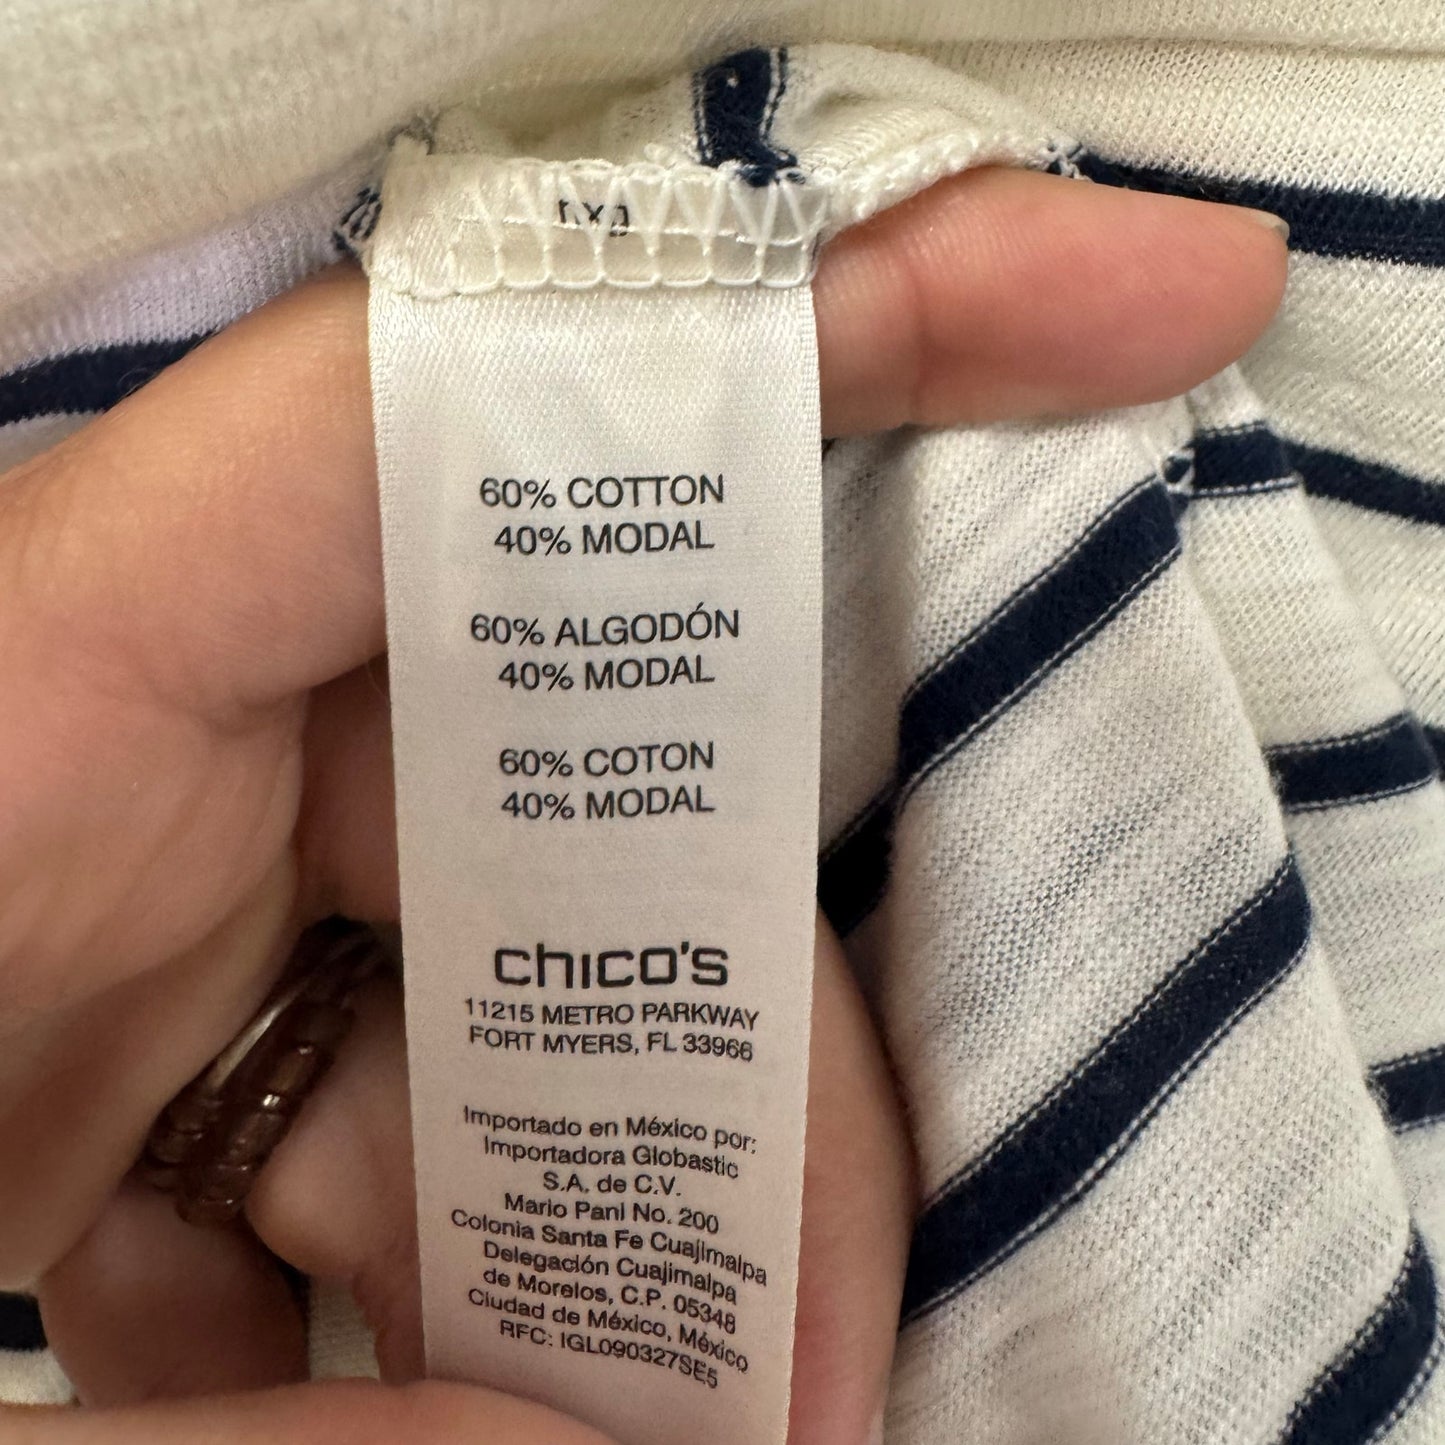 60% COTTON
40% MODAL
60% ALGODÓN
40% MODAL
60% COTON
40% MODAL
chico's
11215 METRO PARKWAY
FORT MYERS, FL 33966
Importado en México por:
Importadora Globastic
S.A. de C.V.
Mario Pani No. 200
Colonia Santa Fe Cuajimalpa
Delegación Cuajimalpa
de Morelos, C.P. 05348
Ciudad de México, México
RFC: IGL090327SE5